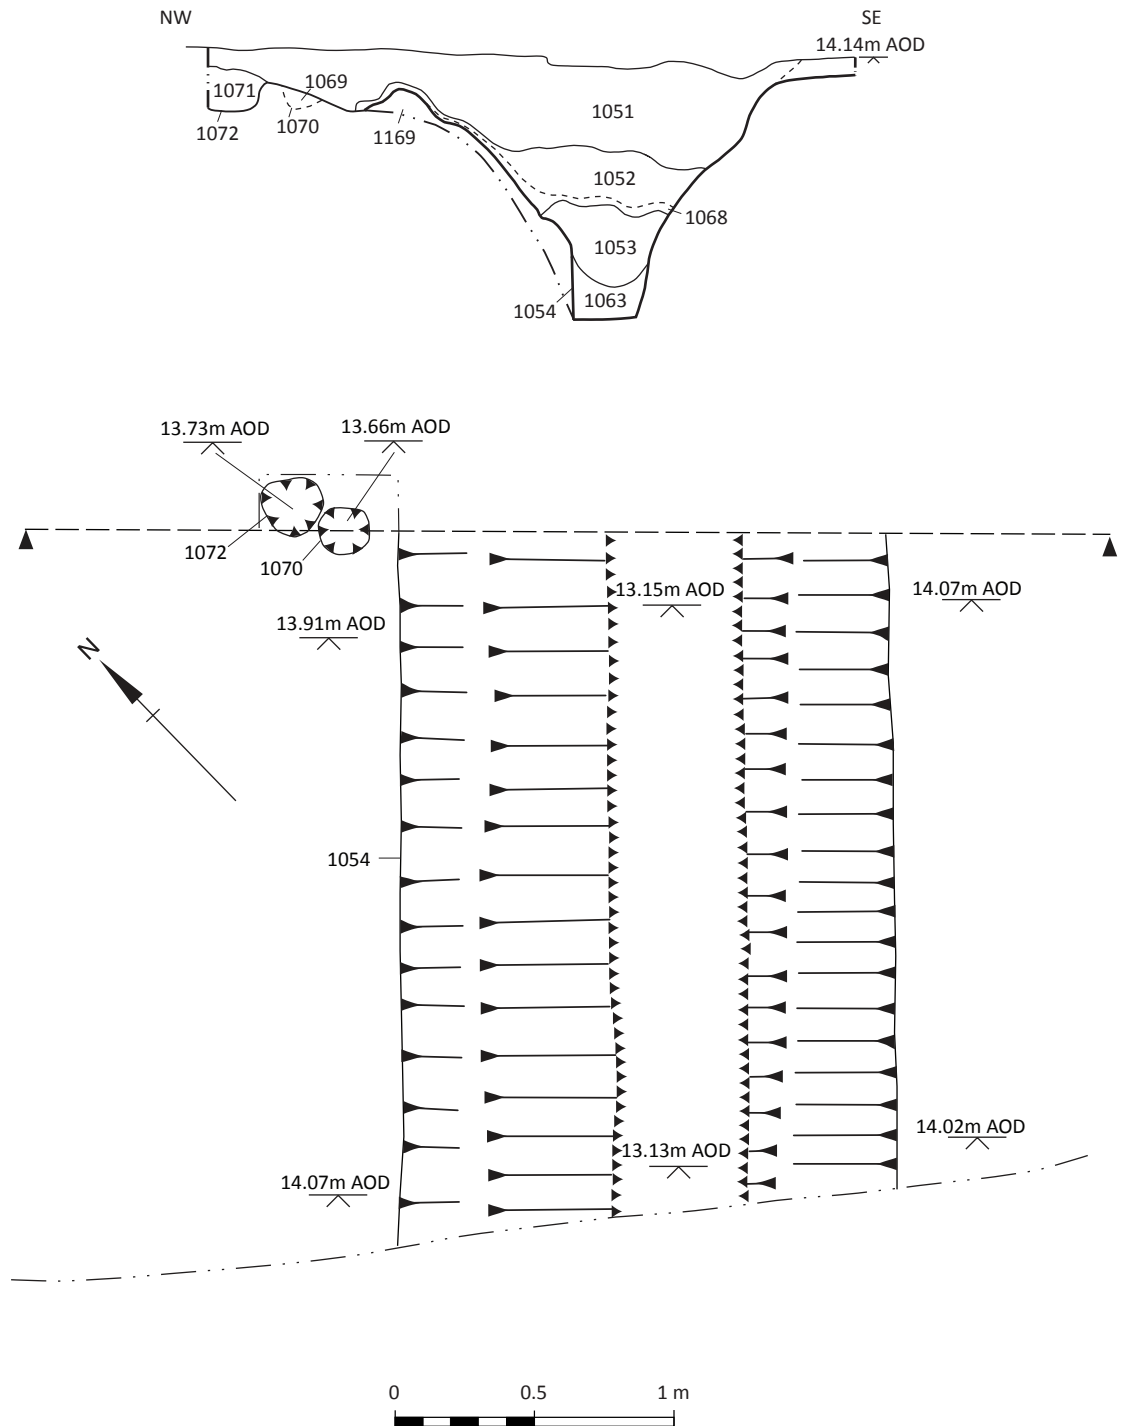 NW
SE
14.14m AOD
1071
1069
1051
1072
1070
1169
1052
1068
1053
1063
1054
13.73m AOD
13.66m AOD
1072
1070
13.15m AOD
14.07m AOD
13.91m AOD
N
1054
14.02m AOD
13.13m AOD
14.07m AOD
0 0.5 1 m